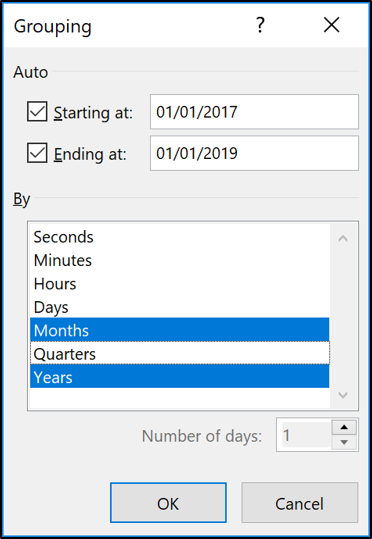 Grouping ?
Auto
Starting at: 01/01/2017
Ending at: 01/01/2019
By
Seconds
Minutes
Hours
Days
Months
Quarters
Years
Number of days: 1
OK Cancel